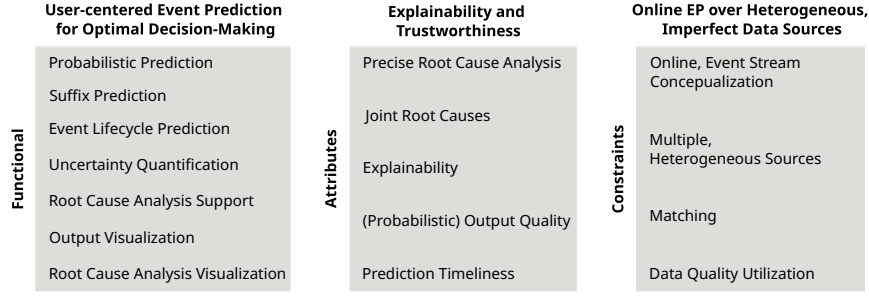 User-centered Event Prediction
for Optimal Decision-Making
Functional
Probabilistic Prediction
Suffix Prediction
Event Lifecycle Prediction
Uncertainty Quantification
Root Cause Analysis Support
Output Visualization
Root Cause Analysis Visualization
Explainability and
Trustworthiness
Attributes
Precise Root Cause Analysis
Joint Root Causes
Explainability
(Probabilistic) Output Quality
Prediction Timeliness
Online EP over Heterogeneous,
Imperfect Data Sources
Constraints
Online, Event Stream
Concepualization
Multiple,
Heterogeneous Sources
Matching
Data Quality Utilization